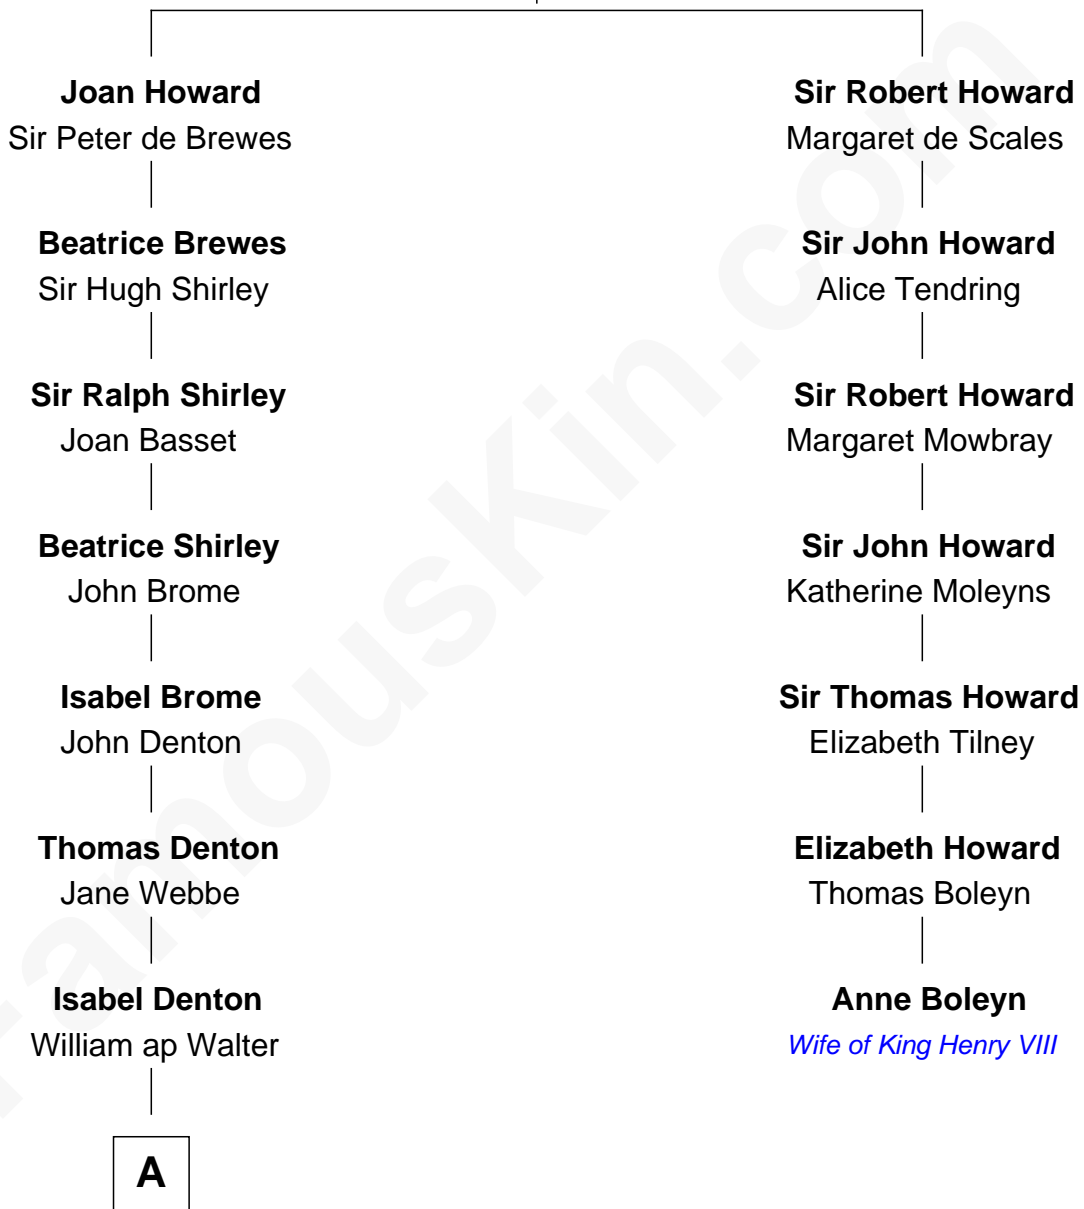 Joan Howard
Sir Peter de Brewes
Beatrice Brewes
Sir Hugh Shirley
Sir Ralph Shirley
Joan Basset
Beatrice Shirley
John Brome
Isabel Brome
John Denton
Thomas Denton
Jane Webbe
Isabel Denton
William ap Walter
A
Sir Robert Howard
Margaret de Scales
Sir John Howard
Alice Tendring
Sir Robert Howard
Margaret Mowbray
Sir John Howard
Katherine Moleyns
Sir Thomas Howard
Elizabeth Tilney
Elizabeth Howard
Thomas Boleyn
Anne Boleyn
Wife of King Henry VIII
FamousKin.com